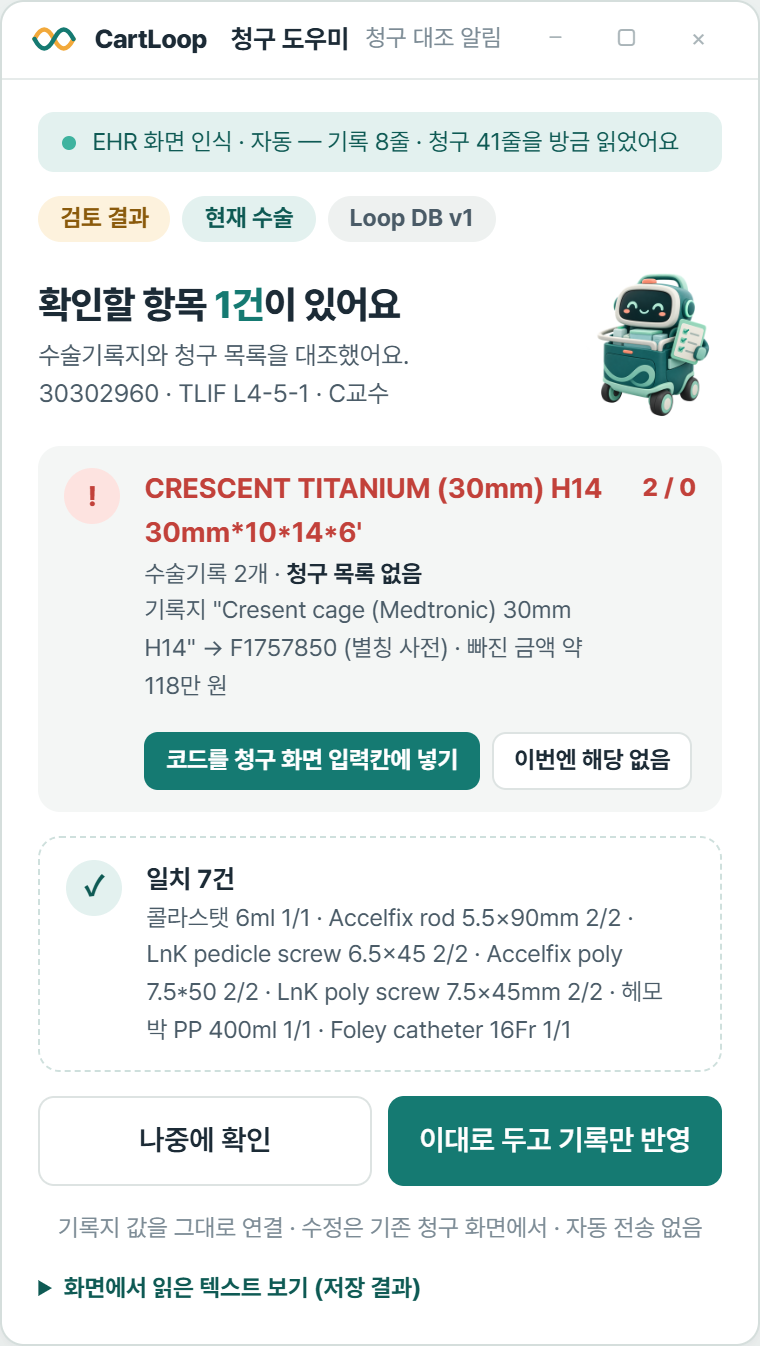 CartLoop 청구 도우미 청구 대조 알림
EHR 화면 인식 · 자동 — 기록 8줄 · 청구 41줄을 방금 읽었어요
검토 결과 현재 수술 Loop DB v1
확인할 항목 1건이 있어요
수술기록지와 청구 목록을 대조했어요.
30302960 · TLIF L4-5-1 · C교수
! CRESCENT TITANIUM (30mm) H14 2 / 0
30mm*10*14*6'
수술기록 2개 · 청구 목록 없음
기록지 "Cresent cage (Medtronic) 30mm
H14" → F1757850 (별칭 사전) · 빠진 금액 약
118만 원
코드를 청구 화면 입력칸에 넣기 이번엔 해당 없음
✓ 일치 7건
콜라스탯 6ml 1/1 · Accelfix rod 5.5×90mm 2/2 ·
LnK pedicle screw 6.5×45 2/2 · Accelfix poly
7.5*50 2/2 · LnK poly screw 7.5×45mm 2/2 · 헤모
박 PP 400ml 1/1 · Foley catheter 16Fr 1/1
나중에 확인 이대로 두고 기록만 반영
기록지 값을 그대로 연결 · 수정은 기존 청구 화면에서 · 자동 전송 없음
▶ 화면에서 읽은 텍스트 보기 (저장 결과)